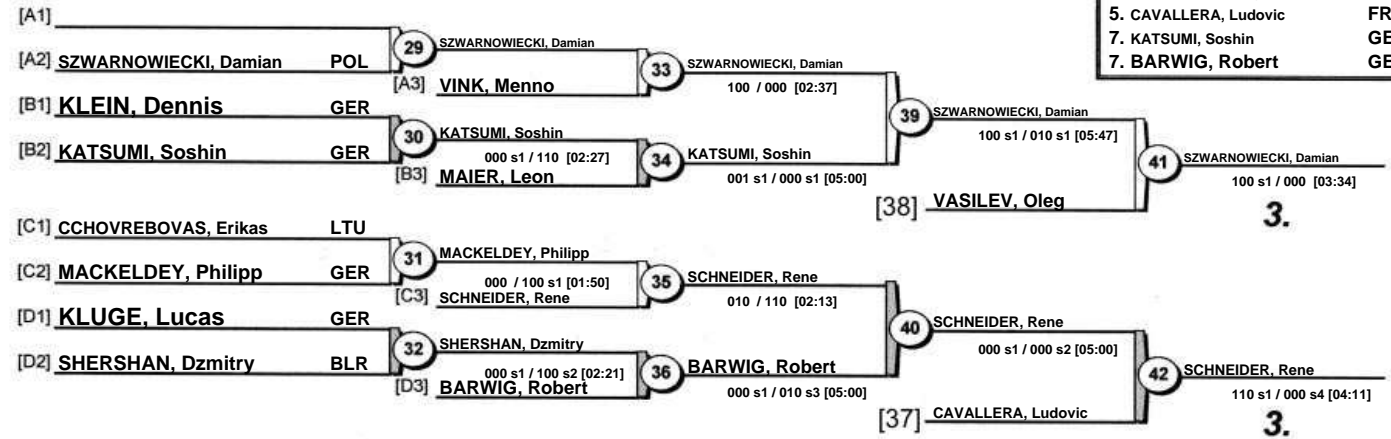 5. CAVALLERA, Ludovic FR
7. KATSUMI, Soshin GE
7. BARWIG, Robert GE
[A1]
[A2] SZWARNOWIECKI, Damian POL
29 SZWARNOWIECKI, Damian
[A3] VINK, Menno
33 SZWARNOWIECKI, Damian
100 / 000 [02:37]
[B1] KLEIN, Dennis GER
[B2] KATSUMI, Soshin GER
30 KATSUMI, Soshin
000 s1 / 110 [02:27]
[B3] MAIER, Leon
34 KATSUMI, Soshin
001 s1 / 000 s1 [05:00]
39 SZWARNOWIECKI, Damian
100 s1 / 010 s1 [05:47]
[38] VASILEV, Oleg
41 SZWARNOWIECKI, Damian
100 s1 / 000 [03:34]
3.
[C1] CCHOVREBOVAS, Erikas LTU
[C2] MACKELDEY, Philipp GER
31 MACKELDEY, Philipp
000 / 100 s1 [01:50]
[C3] SCHNEIDER, Rene
35 SCHNEIDER, Rene
010 / 110 [02:13]
[D1] KLUGE, Lucas GER
[D2] SHERSHAN, Dzmitry BLR
32 SHERSHAN, Dzmitry
000 s1 / 100 s2 [02:21]
[D3] BARWIG, Robert
36 BARWIG, Robert
000 s1 / 010 s3 [05:00]
40 SCHNEIDER, Rene
000 s1 / 000 s2 [05:00]
[37] CAVALLERA, Ludovic
42 SCHNEIDER, Rene
110 s1 / 000 s4 [04:11]
3.